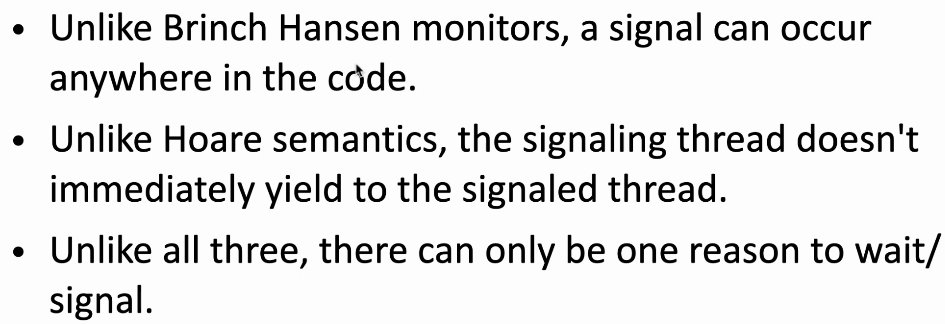 • Unlike Brinch Hansen monitors, a signal can occur
anywhere in the code.
• Unlike Hoare semantics, the signaling thread doesn't
immediately yield to the signaled thread.
• Unlike all three, there can only be one reason to wait/
signal.